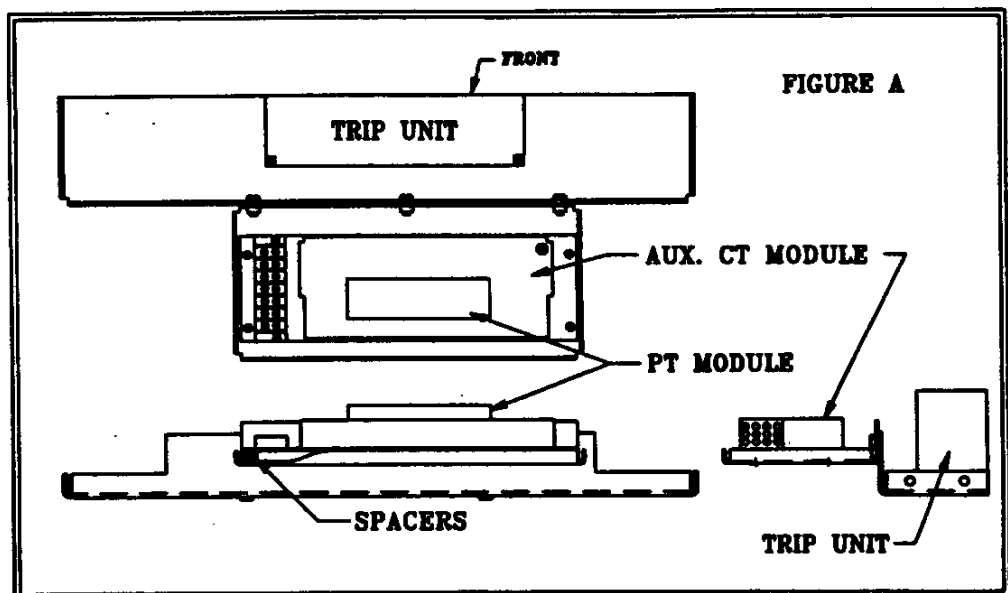 FRONT
FIGURE A
TRIP UNIT
AUX. CT MODULE
PT MODULE
SPACERS
TRIP UNIT